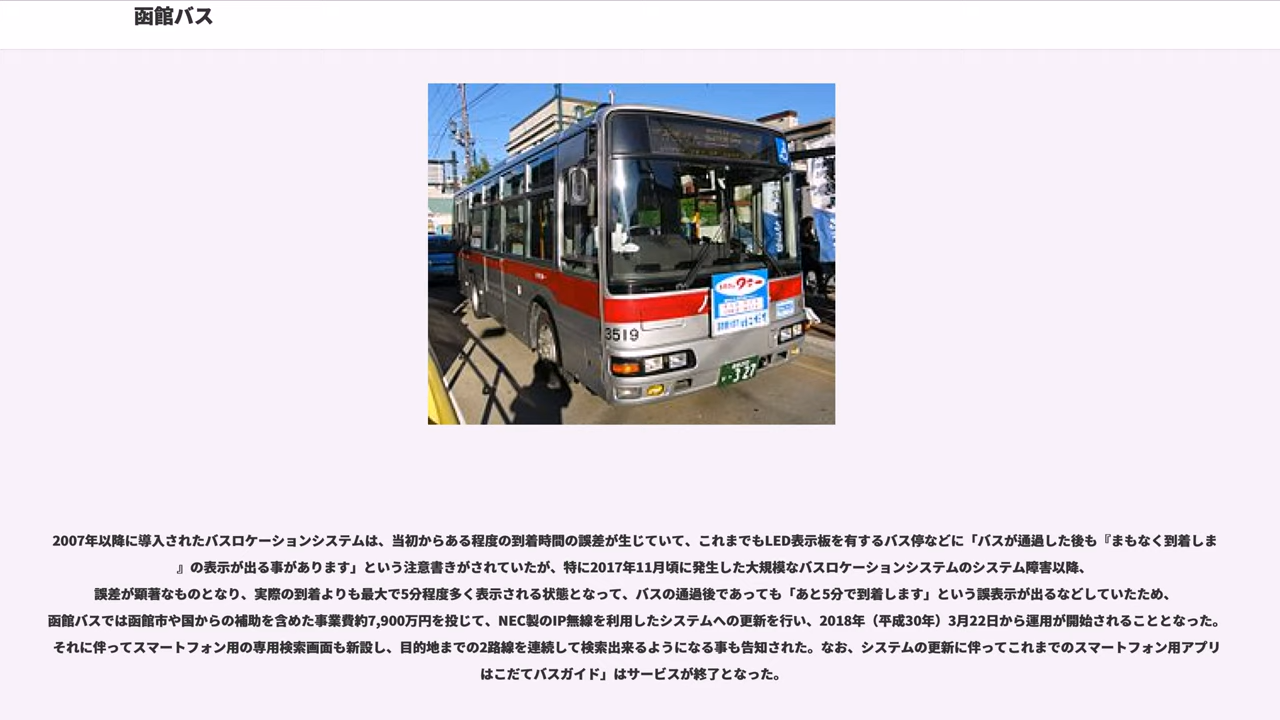 函館バス
3519
3 27
2007年以降に導入されたバスロケーションシステムは、当初からある程度の到着時間の誤差が生じていて、これまでもLED表示板を有するバス停などに「バスが通過した後も『まもなく到着しま
』の表示が出る事があります」という注意書きがされていたが、特に2017年11月頃に発生した大規模なバスロケーションシステムのシステム障害以降、
誤差が顕著なものとなり、実際の到着よりも最大で5分程度多く表示される状態となって、バスの通過後であっても「あと5分で到着します」という誤表示が出るなどしていたため、
函館バスでは函館市や国からの補助を含めた事業費約7,900万円を投じて、NEC製のIP無線を利用したシステムへの更新を行い、2018年（平成30年）3月22日から運用が開始されることとなった。
それに伴ってスマートフォン用の専用検索画面も新設し、目的地までの2路線を連続して検索出来るようになる事も告知された。なお、システムの更新に伴ってこれまでのスマートフォン用アプリ
はこだてバスガイド」はサービスが終了となった。